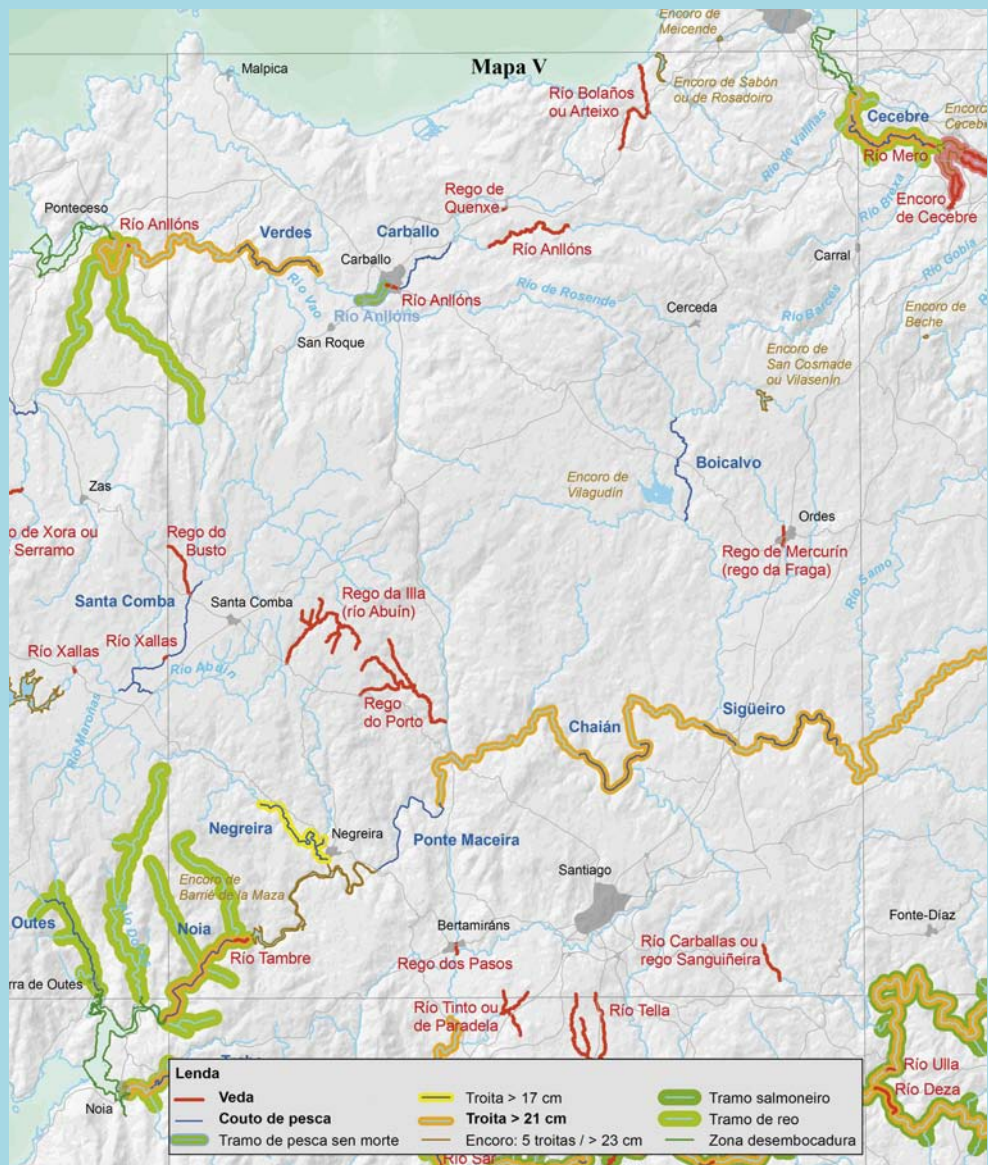 Encoro de
Meicende
Mapa V
Malpica
Encoro de Sabón
ou de Rosadoiro
Río Bolaños
ou Arteixo
Cecebre
Río de Valiñas
Río Mero
Río Brexa
Encoro
de Cecebre
Ponteceso
Río Anllóns
Verdes
Rego de
Quenxe
Carballo
Carballo
Río Anllóns
Río Anllóns
Río Anllóns
Río Vao
San Roque
Río de Rosende
Carral
Río Gobia
Cerceda
Río Barcés
Encoro de
Beche
Encoro de
San Cosmade
ou Vilasenín
Boicalvo
Encoro de
Vilagudín
Zas
o de Xora ou
Serramo
Rego do
Busto
Ordes
Rego de Mercurín
(rego da Fraga)
Río Samo
Santa Comba
Santa Comba
Rego da Illa
(río Abuín)
Río Xallas
Río Xallas
Río Abuín
Rego
do Porto
Río Maroñas
Chaián
Sigüeiro
Negreira
Negreira
Ponte Maceira
Encoro de
Barrié de la Maza
Santiago
Outes
Noia
Río Tambre
Bertamiráns
Rego dos Pasos
Fonte-Díaz
Río Carballas ou
rego Sanguiñeira
rra de Outes
Río Tinto ou
de Paradela
Río Tella
Río Ulla
Río Deza
Noia
Lenda
Veda
Couto de pesca
Tramo de pesca sen morte
Troita > 17 cm
Troita > 21 cm
Encoro: 5 troitas / > 23 cm
Tramo salmoneiro
Tramo de reo
Zona desembocadura
Río Sar